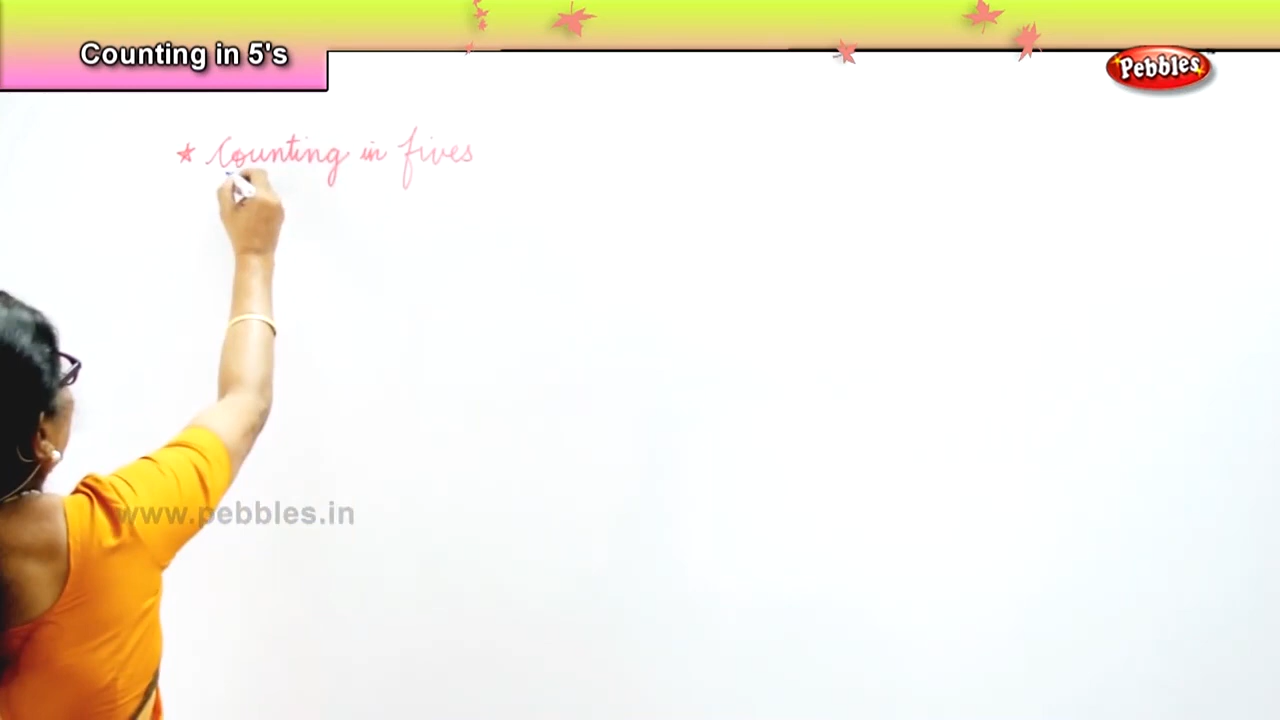 Counting in 5's
Pebbles
★ Counting in fives
www.pebbles.in